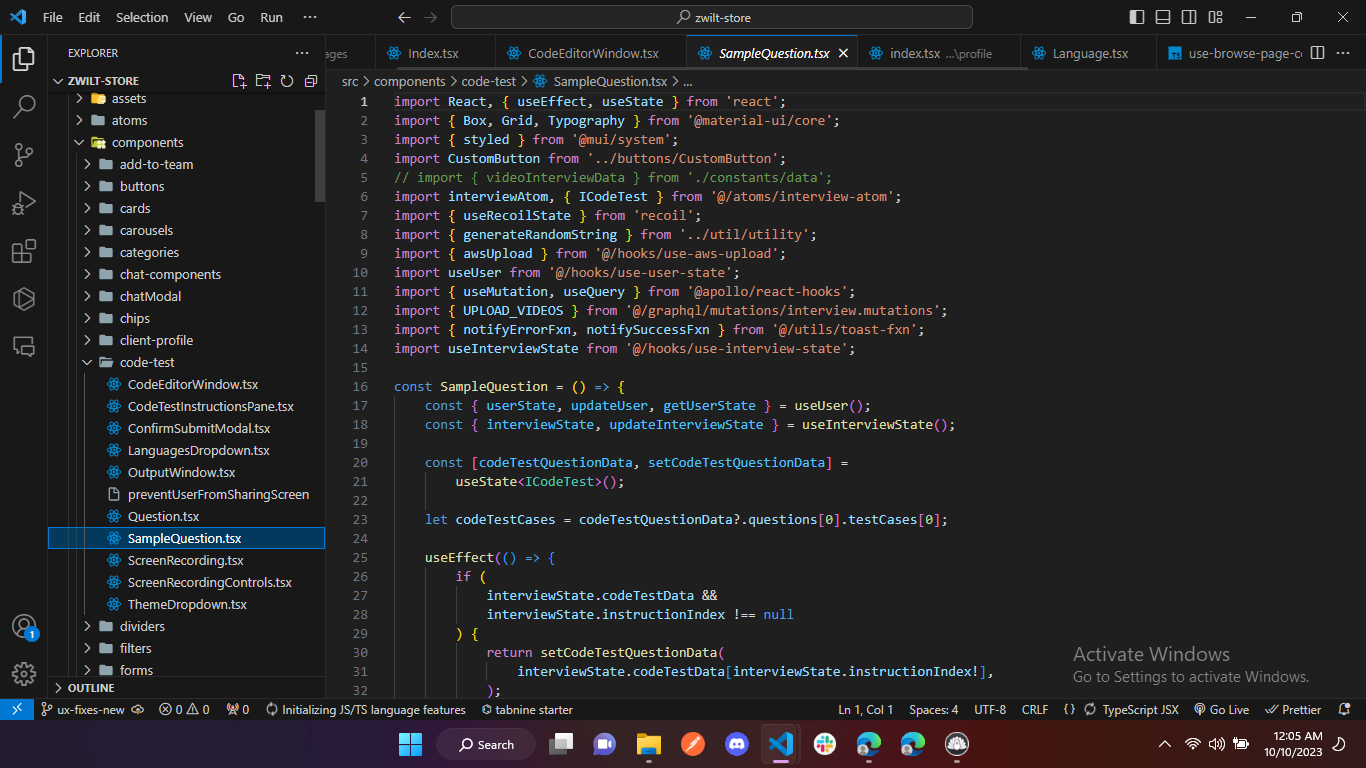 File Edit Selection View Go Run ···
zwilt-store
EXPLORER ···
ZWILT-STORE
assets
atoms
components
add-to-team
buttons
cards
carousels
categories
chat-components
chatModal
chips
client-profile
code-test
CodeEditorWindow.tsx
CodeTestInstructionsPane.tsx
ConfirmSubmitModal.tsx
LanguagesDropdown.tsx
OutputWindow.tsx
preventUserFromSharingScreen
Question.tsx
SampleQuestion.tsx
ScreenRecording.tsx
ScreenRecordingControls.tsx
ThemeDropdown.tsx
dividers
filters
forms
OUTLINE
1
ages Index.tsx CodeEditorWindow.tsx SampleQuestion.tsx index.tsx ...\profile Language.tsx TS use-browse-page-co ···
src > components > code-test > SampleQuestion.tsx > ...
1 import React, { useEffect, useState } from 'react';
2 import { Box, Grid, Typography } from '@material-ui/core';
3 import { styled } from '@mui/system';
4 import CustomButton from '../buttons/CustomButton';
5 // import { videoInterviewData } from './constants/data';
6 import interviewAtom, { ICodeTest } from '@/atoms/interview-atom';
7 import { useRecoilState } from 'recoil';
8 import { generateRandomString } from '../util/utility';
9 import { awsUpload } from '@/hooks/use-aws-upload';
10 import useUser from '@/hooks/use-user-state';
11 import { useMutation, useQuery } from '@apollo/react-hooks';
12 import { UPLOAD_VIDEOS } from '@/graphql/mutations/interview.mutations';
13 import { notifyErrorFxn, notifySuccessFxn } from '@/utils/toast-fxn';
14 import useInterviewState from '@/hooks/use-interview-state';
15
16 const SampleQuestion = () => {
17 const { userState, updateUser, getUserState } = useUser();
18 const { interviewState, updateInterviewState } = useInterviewState();
19
20 const [codeTestQuestionData, setCodeTestQuestionData] =
21 useState<ICodeTest>();
22
23 let codeTestCases = codeTestQuestionData?.questions[0].testCases[0];
24
25 useEffect(() => {
26 if (
27 interviewState.codeTestData &&
28 interviewState.instructionIndex !== null
29 ) {
30 return setCodeTestQuestionData(
31 interviewState.codeTestData[interviewState.instructionIndex!],
32 );
Activate Windows
Go to Settings to activate Windows.
ux-fixes-new 0 0 0 Initializing JS/TS language features tabnine starter Ln 1, Col 1 Spaces: 4 UTF-8 CRLF {} TypeScript JSX Go Live Prettier
Search
12:05 AM
10/10/2023